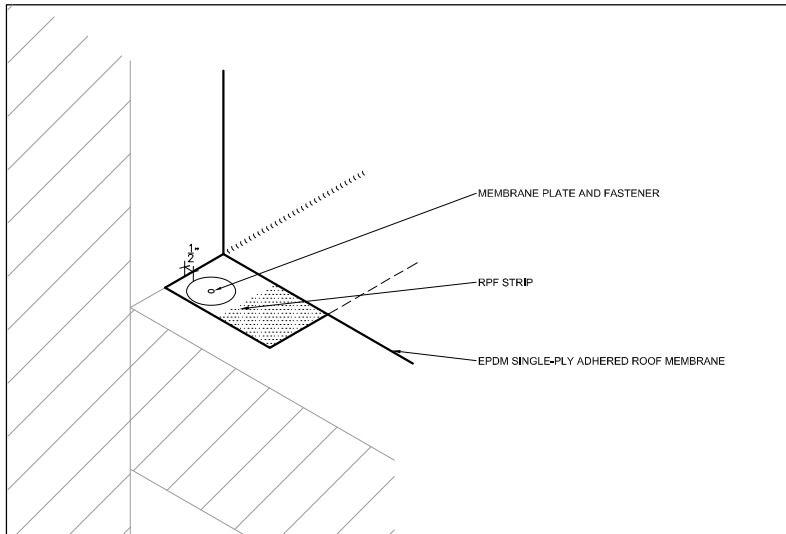 MEMBRANE PLATE AND FASTENER
1"
2
RPF STRIP
EPDM SINGLE-PLY ADHERED ROOF MEMBRANE